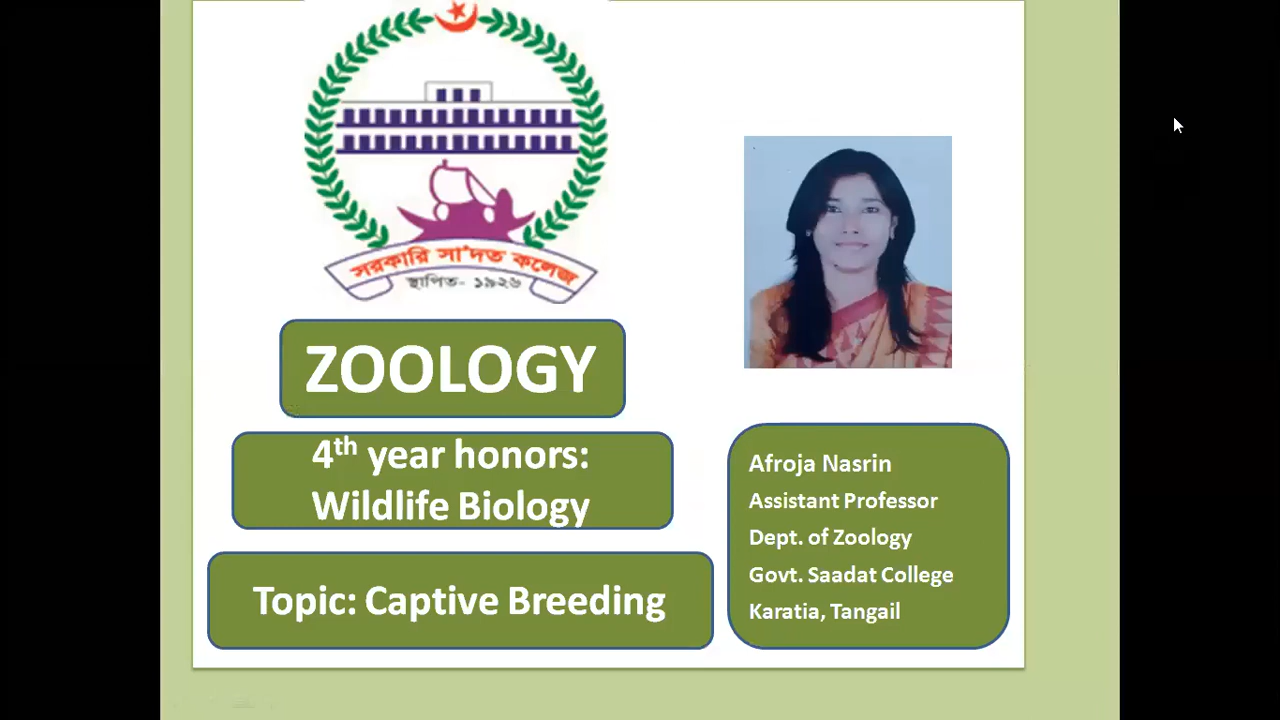 সরকারি সা'দত কলেজ
স্থাপিত- ১৯২৬
ZOOLOGY
4th year honors:
Wildlife Biology
Topic: Captive Breeding
Afroja Nasrin
Assistant Professor
Dept. of Zoology
Govt. Saadat College
Karatia, Tangail